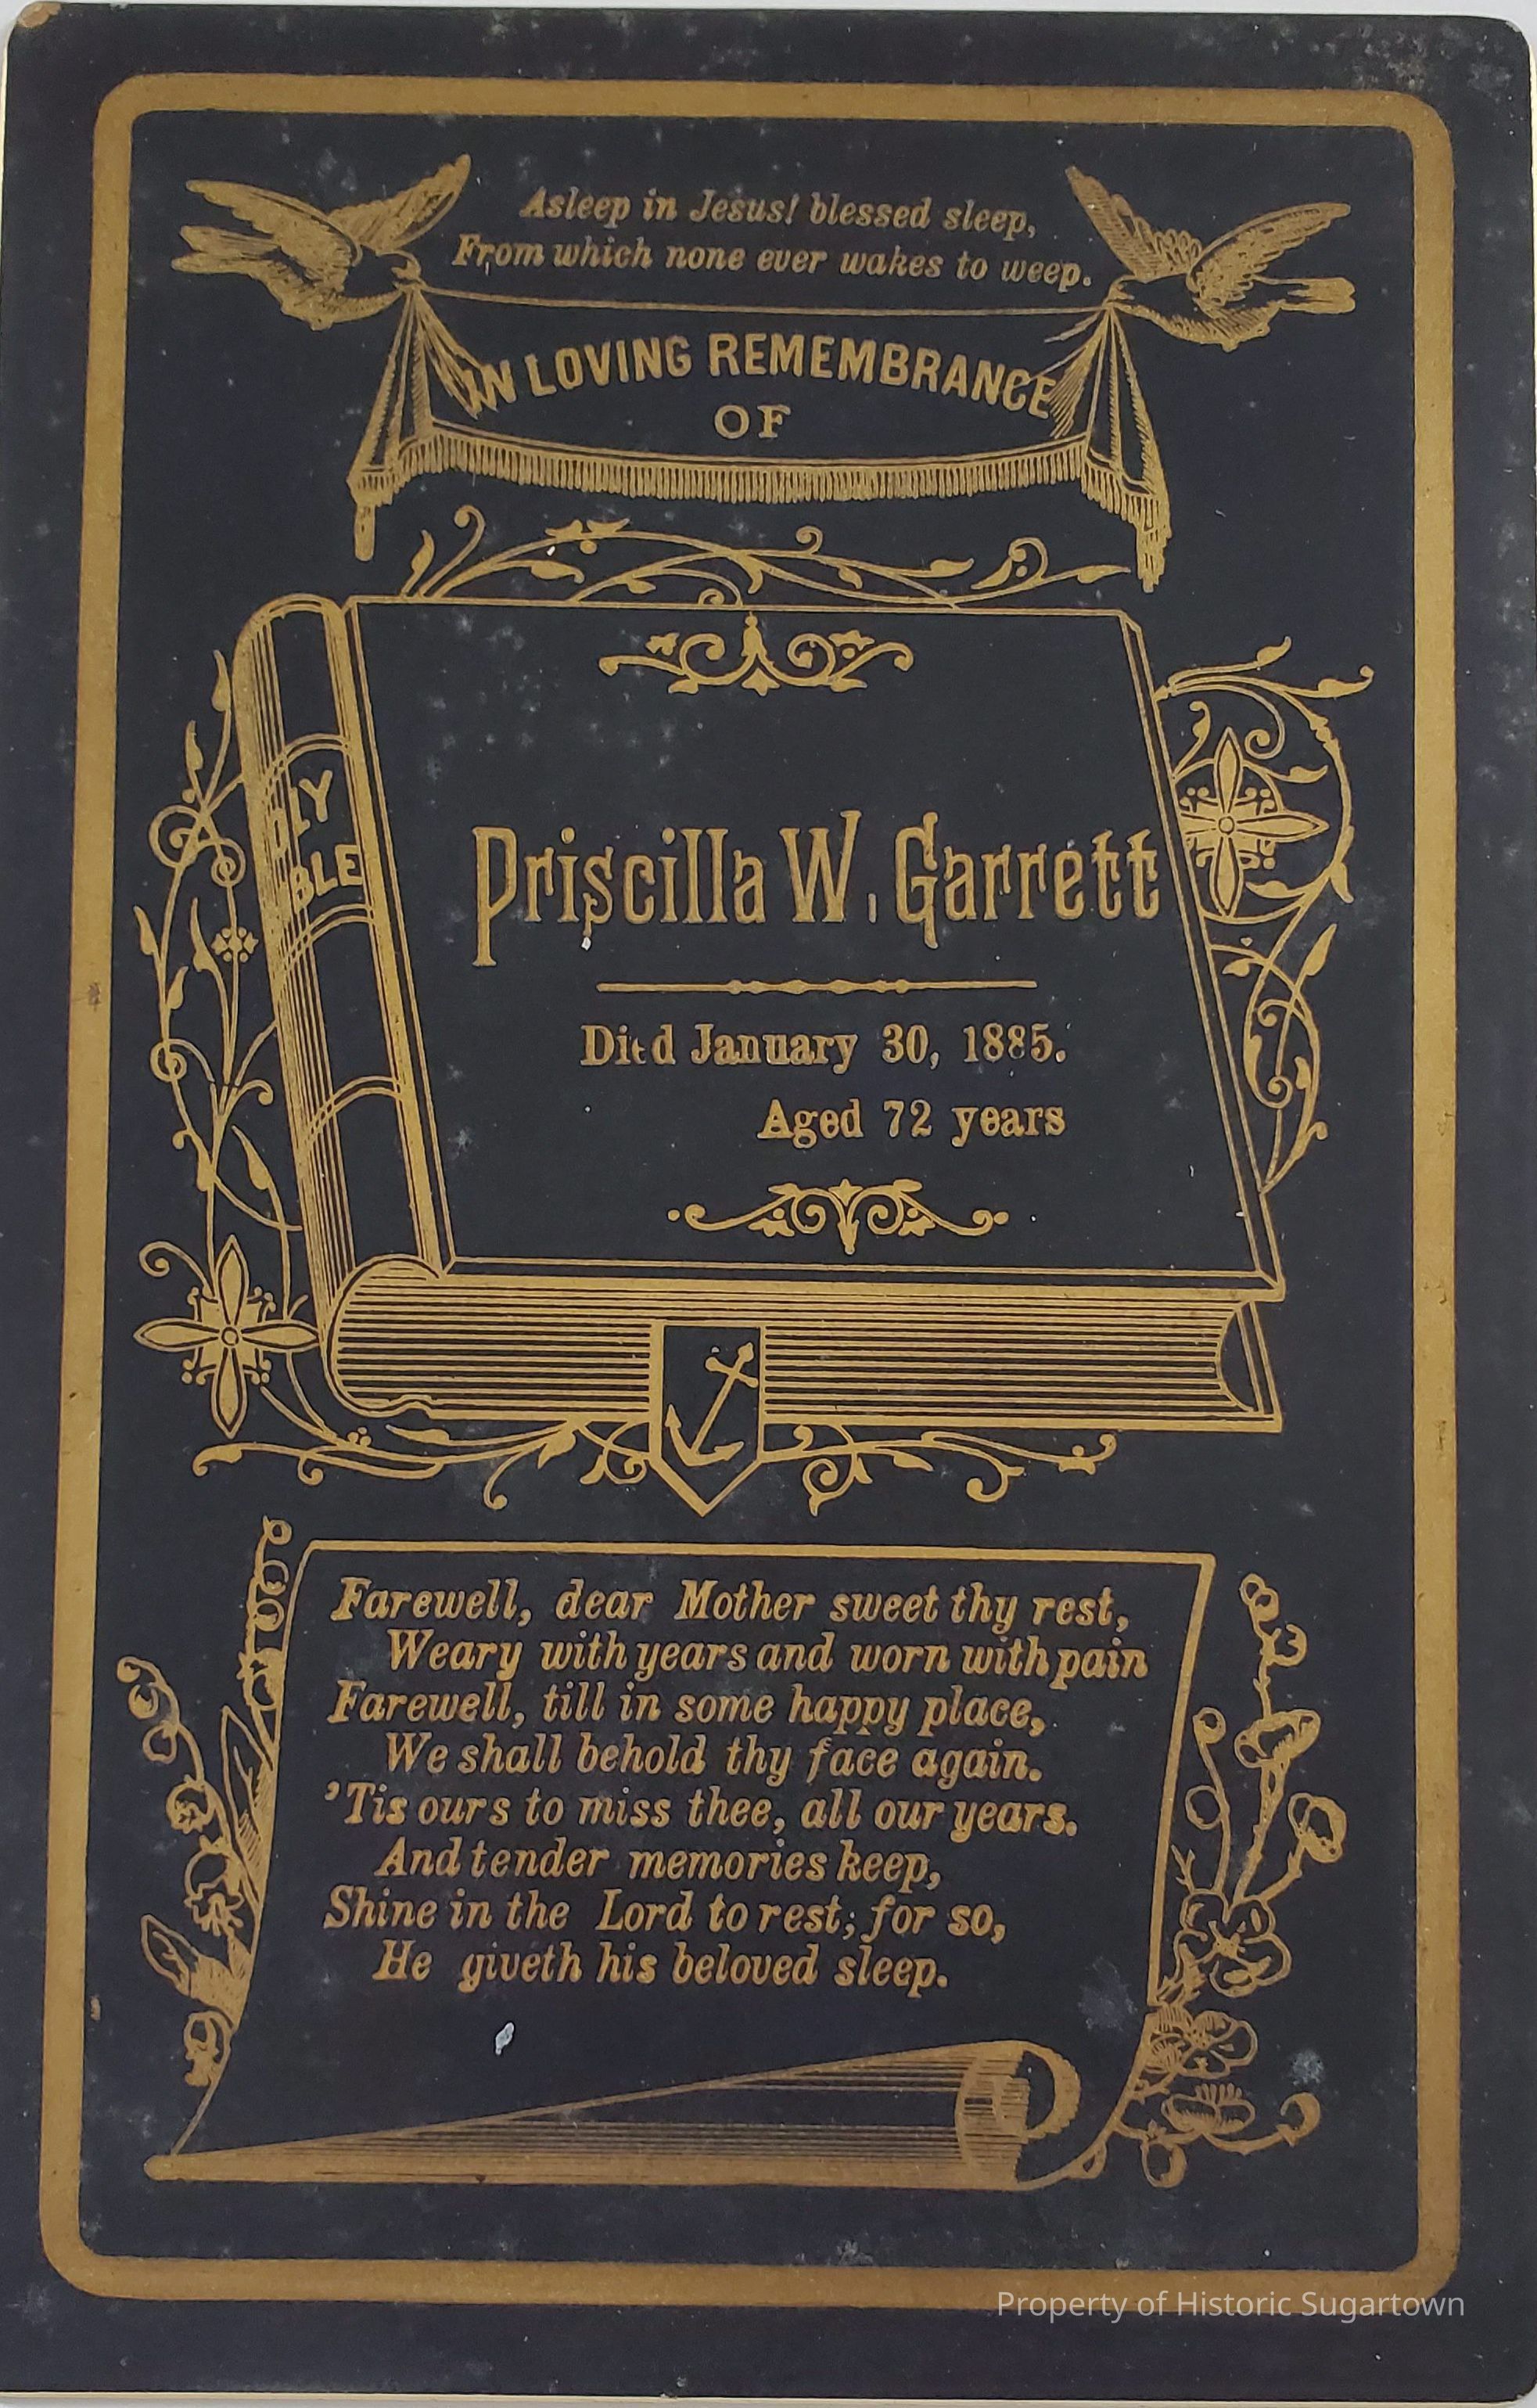 Asleep in Jesus! blessed sleep,
From which none ever wakes to weep.
IN LOVING REMEMBRANCE
OF
OLY
BLE
Priscilla W. Garrett
Died January 30, 1885.
Aged 72 years
Farewell, dear Mother sweet thy rest,
Weary with years and worn with pain
Farewell, till in some happy place,
We shall behold thy face again.
'Tis ours to miss thee, all our years.
And tender memories keep,
Shine in the Lord to rest; for so,
He giveth his beloved sleep.
Property of Historic Sugartown